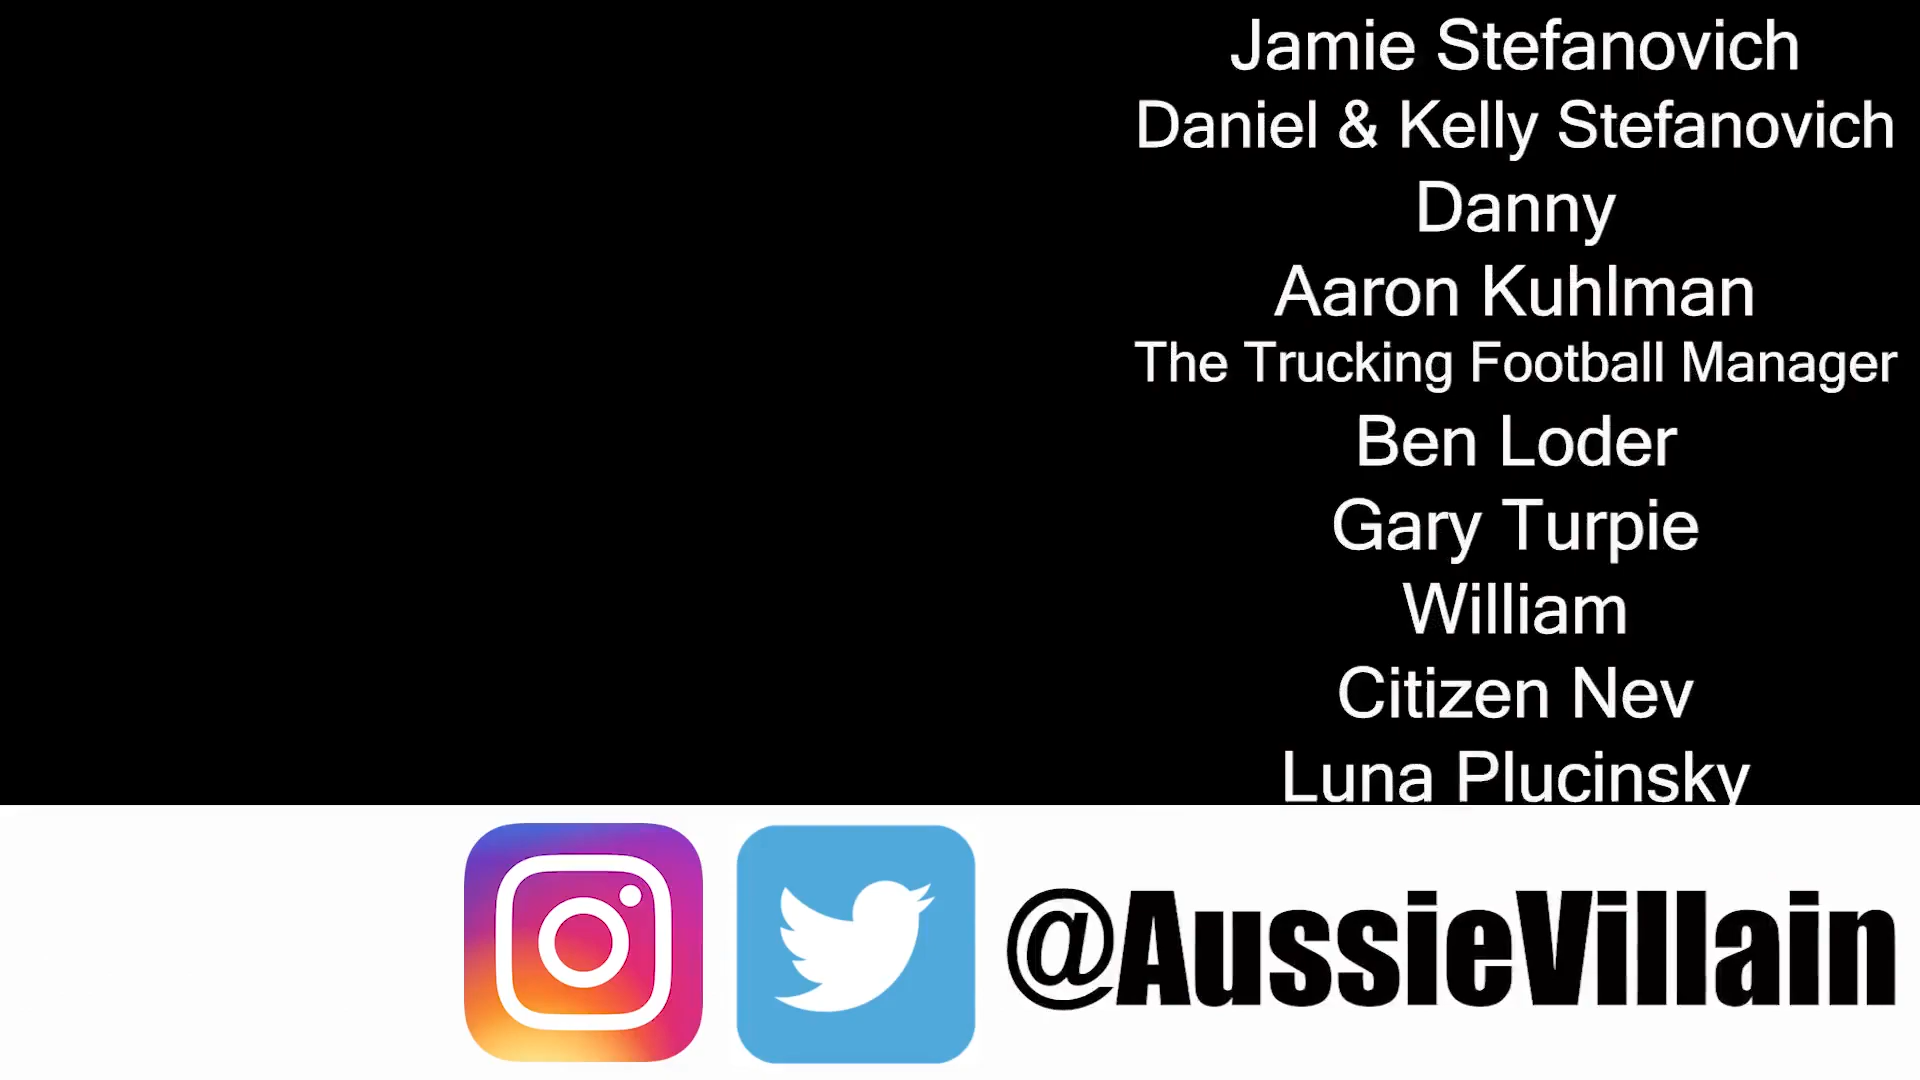 Jamie Stefanovich
Daniel & Kelly Stefanovich
Danny
Aaron Kuhlman
The Trucking Football Manager
Ben Loder
Gary Turpie
William
Citizen Nev
Luna Plucinsky
@AussieVillain